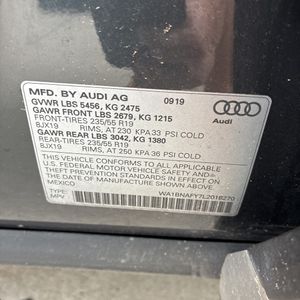 MFD. BY AUDI AG 0919
GVWR LBS 5456, KG 2475
GAWR FRONT LBS 2679, KG 1215
FRONT-TIRES 235/55 R19
8JX19 RIMS, AT 230 KPA 33 PSI COLD
GAWR REAR LBS 3042, KG 1380
REAR-TIRES 235/55 R19
8JX19 RIMS, AT 250 KPA 36 PSI COLD
THIS VEHICLE CONFORMS TO ALL APPLICABLE
U.S. FEDERAL MOTOR VEHICLE SAFETY AND
THEFT PREVENTION STANDARDS IN EFFECT ON
THE DATE OF MANUFACTURE SHOWN ABOVE.
MEXICO
TYPE:
MPV WA1BNAFY7L2018270
Audi